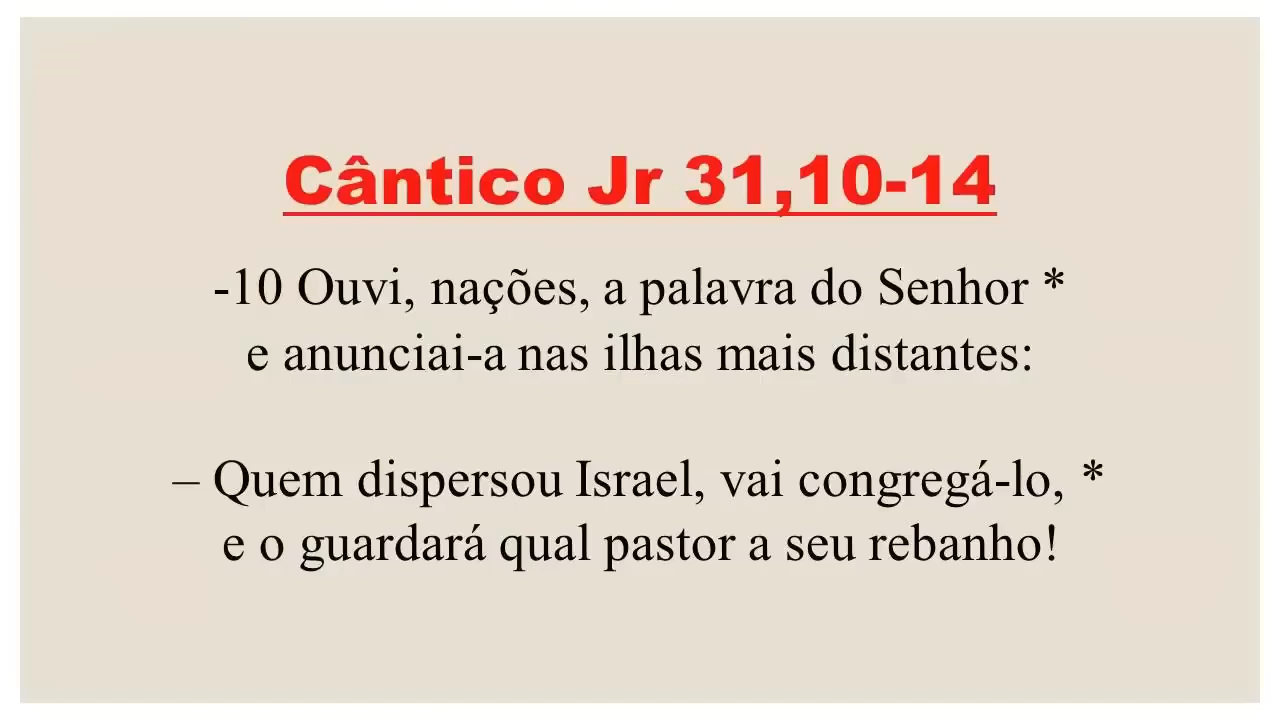 Cântico Jr 31,10-14
-10 Ouvi, nações, a palavra do Senhor *
e anunciai-a nas ilhas mais distantes:
– Quem dispersou Israel, vai congregá-lo, *
e o guardará qual pastor a seu rebanho!